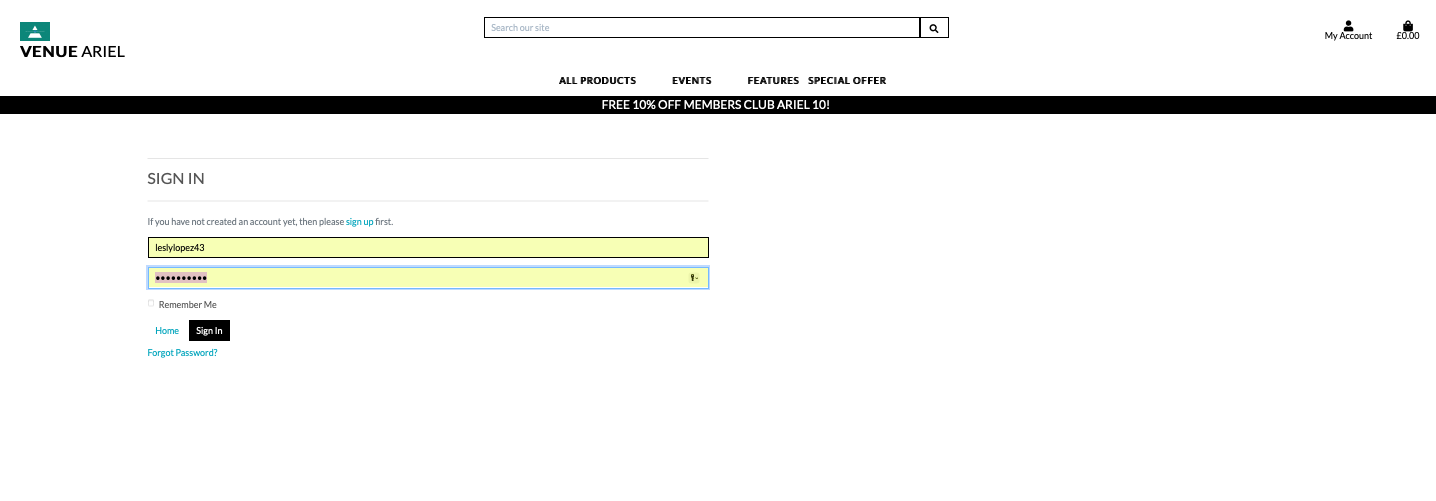 VENUE ARIEL
Search our site
My Account
£0.00
ALL PRODUCTS EVENTS FEATURES SPECIAL OFFER
FREE 10% OFF MEMBERS CLUB ARIEL 10!
SIGN IN
If you have not created an account yet, then please sign up first.
leslylopez43
••••••••••
Remember Me
Home Sign In
Forgot Password?